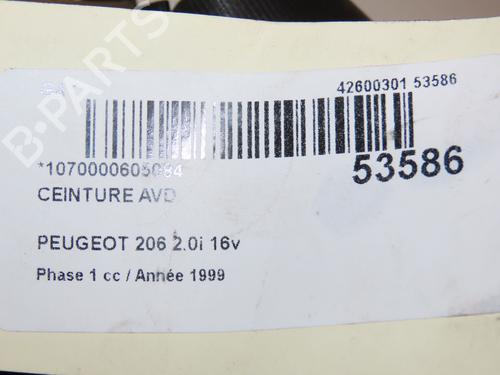 42600301 53586
*1070000605084
53586
CEINTURE AVD
PEUGEOT 206 2.0i 16v
Phase 1 cc / Année 1999
B-PARTS